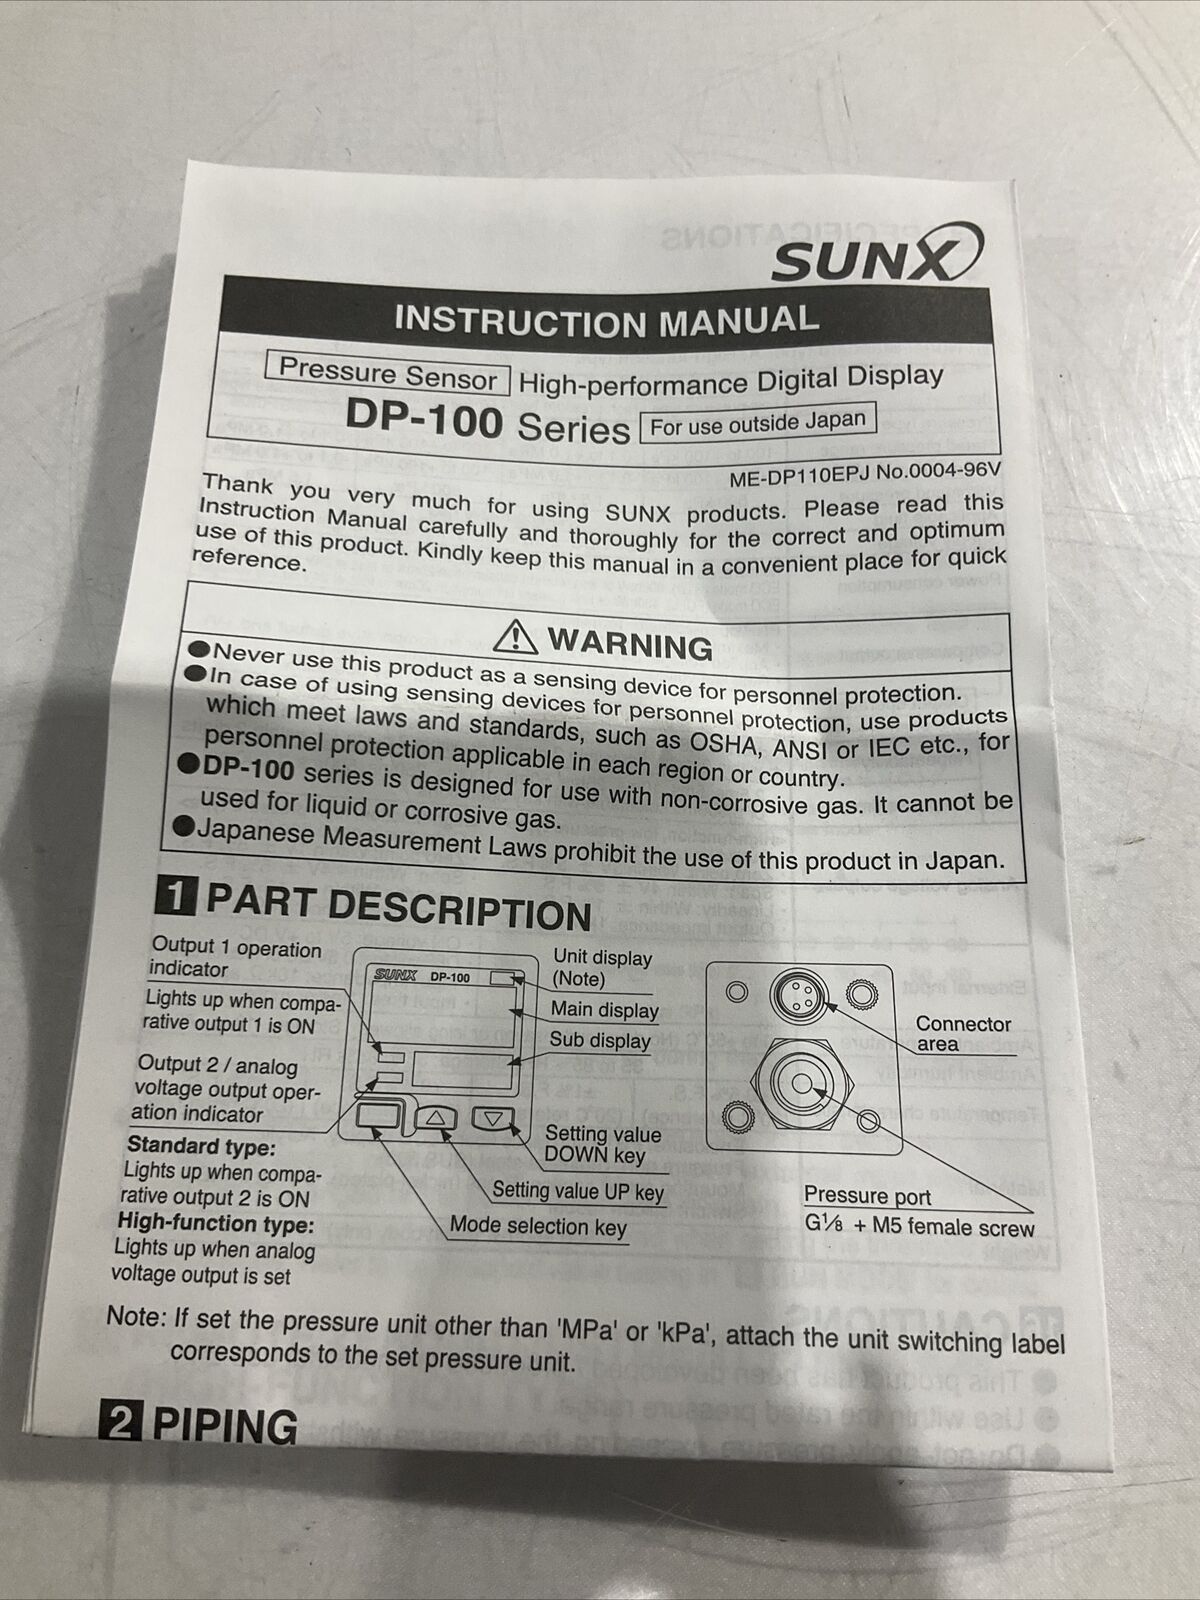 SUNX
INSTRUCTION MANUAL
Pressure Sensor High-performance Digital Display
DP-100 Series For use outside Japan
ME-DP110EPJ No.0004-96V
Thank you very much for using SUNX products. Please read this
Instruction Manual carefully and thoroughly for the correct and optimum
use of this product. Kindly keep this manual in a convenient place for quick
reference.
WARNING
●Never use this product as a sensing device for personnel protection.
●In case of using sensing devices for personnel protection, use products
which meet laws and standards, such as OSHA, ANSI or IEC etc., for
personnel protection applicable in each region or country.
●DP-100 series is designed for use with non-corrosive gas. It cannot be
used for liquid or corrosive gas.
●Japanese Measurement Laws prohibit the use of this product in Japan.
1 PART DESCRIPTION
Output 1 operation
indicator
Lights up when compa-
rative output 1 is ON
Output 2 / analog
voltage output oper-
ation indicator
Standard type:
Lights up when compa-
rative output 2 is ON
High-function type:
Lights up when analog
voltage output is set
SUNX DP-100
Unit display
(Note)
Main display
Sub display
Setting value
DOWN key
Setting value UP key
Mode selection key
Connector
area
Pressure port
G1/8 + M5 female screw
Note: If set the pressure unit other than 'MPa' or 'kPa', attach the unit switching label
corresponds to the set pressure unit.
2 PIPING